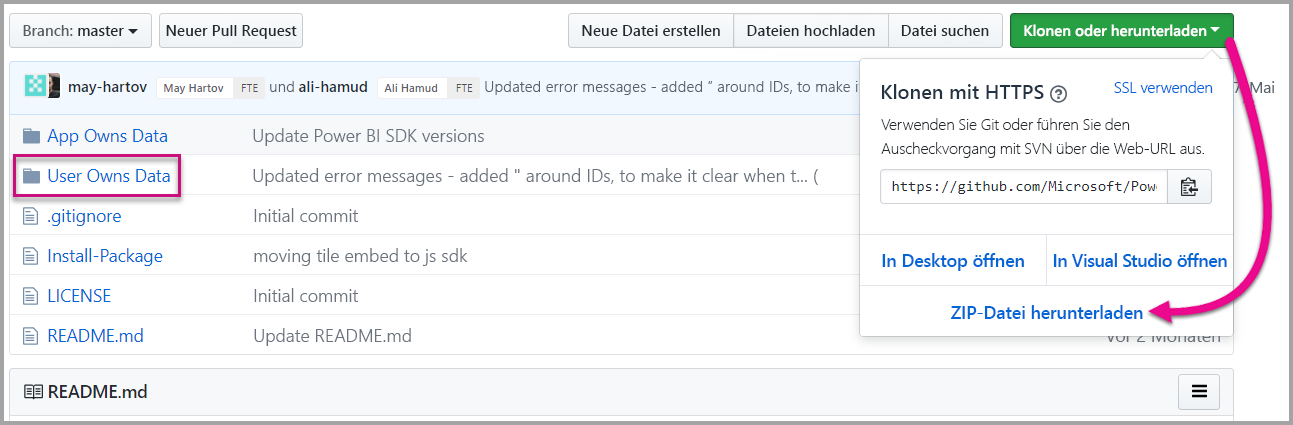 Branch: master Neuer Pull Request Neue Datei erstellen Dateien hochladen Datei suchen Klonen oder herunterladen
may-hartov May Hartov FTE und ali-hamud Ali Hamud FTE Updated error messages - added " around IDs, to make it Mai
App Owns Data Update Power BI SDK versions
User Owns Data Updated error messages - added " around IDs, to make it clear when t... (
.gitignore Initial commit
Install-Package moving tile embed to js sdk
LICENSE Initial commit
README.md Update README.md vor 2 Monaten
Klonen mit HTTPS ? SSL verwenden
Verwenden Sie Git oder führen Sie den
Auscheckvorgang mit SVN über die Web-URL aus.
https://github.com/Microsoft/Pow
In Desktop öffnen In Visual Studio öffnen
ZIP-Datei herunterladen
README.md